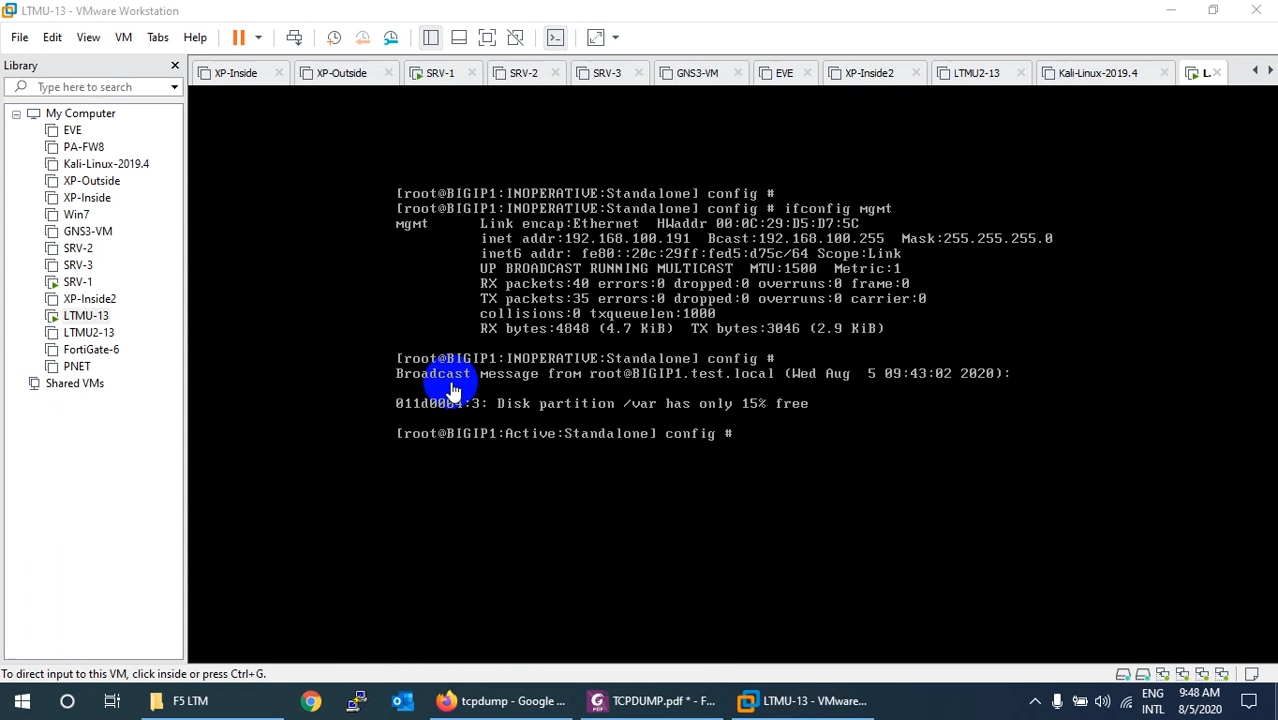 LTMU-13 - VMware Workstation
File Edit View VM Tabs Help
Library
Type here to search
My Computer
EVE
PA-FW8
Kali-Linux-2019.4
XP-Outside
XP-Inside
Win7
GNS3-VM
SRV-2
SRV-3
SRV-1
XP-Inside2
LTMU-13
LTMU2-13
FortiGate-6
PNET
Shared VMs
XP-Inside XP-Outside SRV-1 SRV-2 SRV-3 GNS3-VM EVE XP-Inside2 LTMU2-13 Kali-Linux-2019.4 L
[root@BIGIP1:INOPERATIVE:Standalone] config #
[root@BIGIP1:INOPERATIVE:Standalone] config # ifconfig mgmt
mgmt Link encap:Ethernet HWaddr 00:0C:29:D5:D7:5C
inet addr:192.168.100.191 Bcast:192.168.100.255 Mask:255.255.255.0
inet6 addr: fe80::20c:29ff:fed5:d75c/64 Scope:Link
UP BROADCAST RUNNING MULTICAST MTU:1500 Metric:1
RX packets:40 errors:0 dropped:0 overruns:0 frame:0
TX packets:35 errors:0 dropped:0 overruns:0 carrier:0
collisions:0 txqueuelen:1000
RX bytes:4848 (4.7 KiB) TX bytes:3046 (2.9 KiB)
[root@BIGIP1:INOPERATIVE:Standalone] config #
Broadcast message from root@BIGIP1.test.local (Wed Aug 5 09:43:02 2020):
011d0004:3: Disk partition /var has only 15% free
[root@BIGIP1:Active:Standalone] config #
To direct input to this VM, click inside or press Ctrl+G.
F5 LTM
tcpdump - Google ...
TCPDUMP.pdf * - F...
LTMU-13 - VMware...
ENG
INTL
9:48 AM
8/5/2020